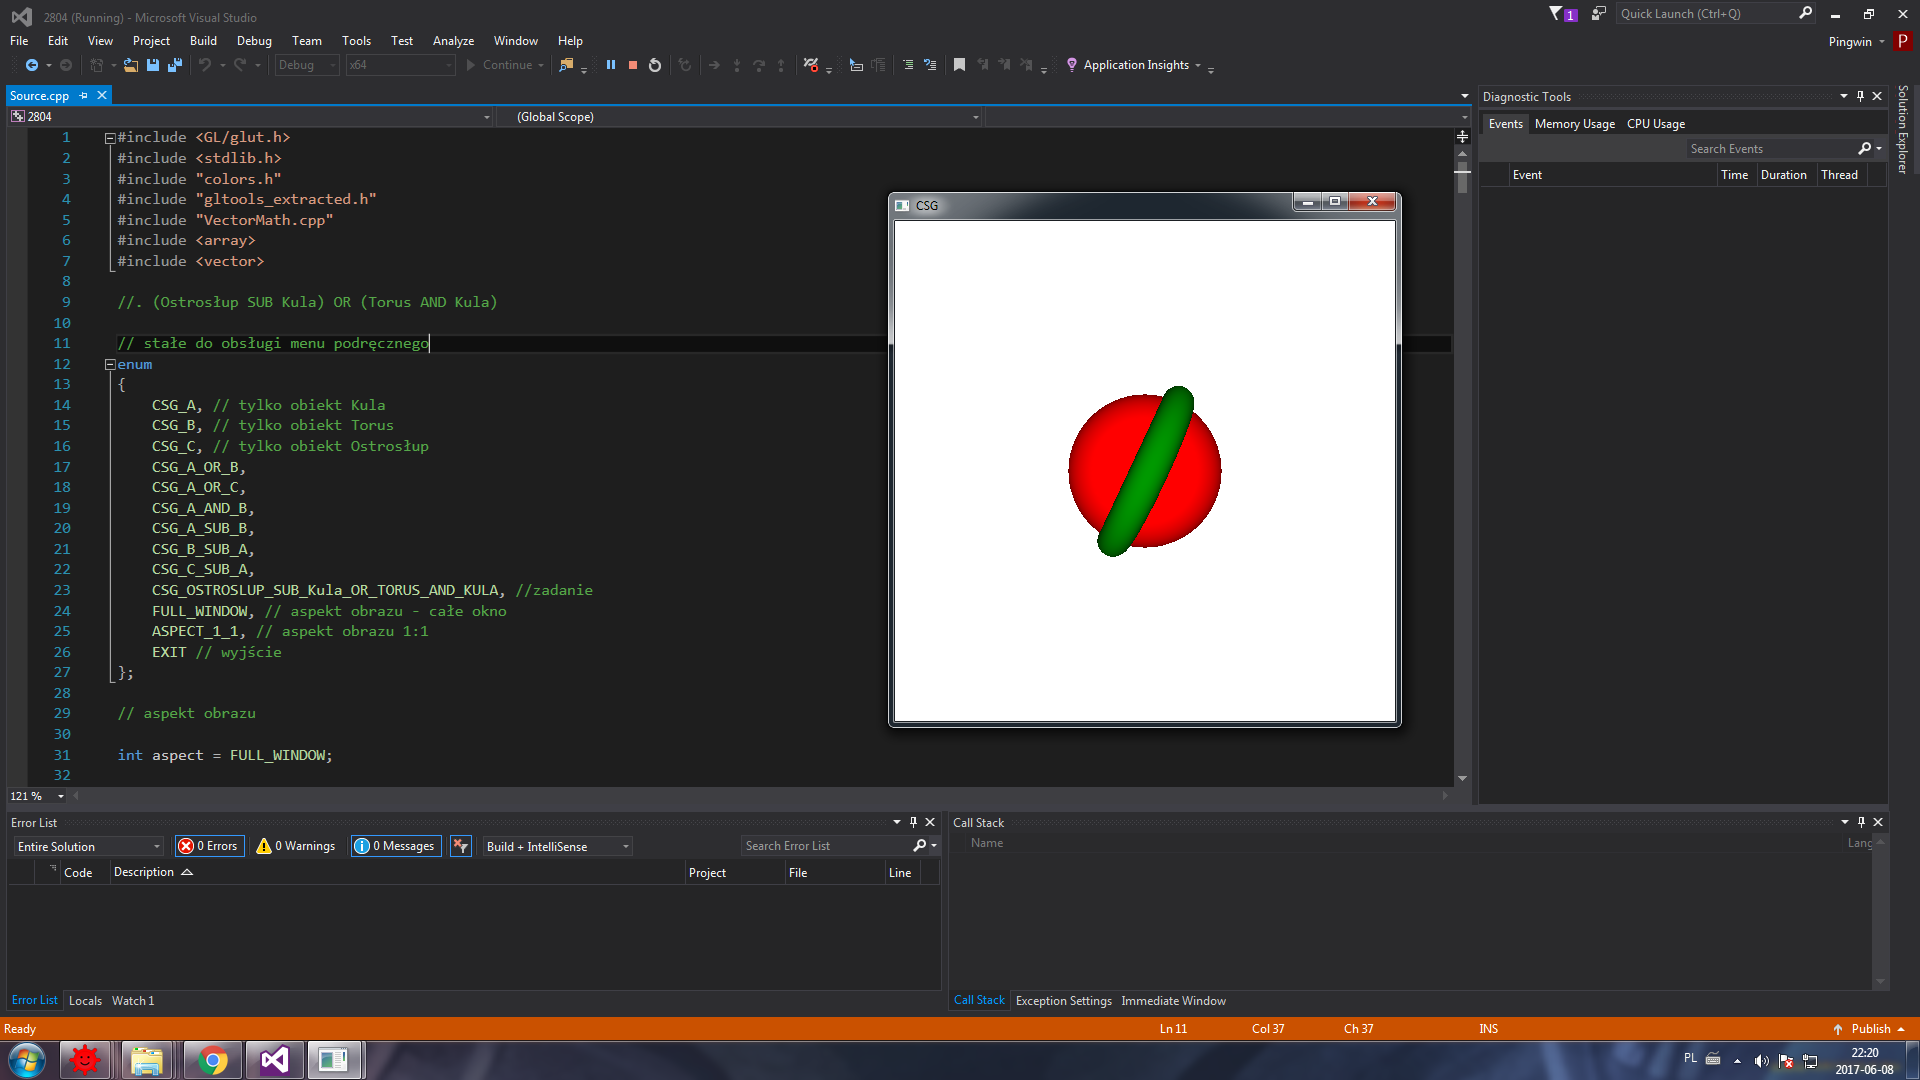 2804 (Running) - Microsoft Visual Studio
1
Quick Launch (Ctrl+Q)
File Edit View Project Build Debug Team Tools Test Analyze Window Help
Pingwin P
Debug x64 Continue Application Insights
Source.cpp
2804 (Global Scope)
1 #include <GL/glut.h>
2 #include <stdlib.h>
3 #include "colors.h"
4 #include "gltools_extracted.h"
5 #include "VectorMath.cpp"
6 #include <array>
7 #include <vector>
8
9 //. (Ostrosłup SUB Kula) OR (Torus AND Kula)
10
11 // stałe do obsługi menu podręcznego
12 enum
13 {
14 CSG_A, // tylko obiekt Kula
15 CSG_B, // tylko obiekt Torus
16 CSG_C, // tylko obiekt Ostrosłup
17 CSG_A_OR_B,
18 CSG_A_OR_C,
19 CSG_A_AND_B,
20 CSG_A_SUB_B,
21 CSG_B_SUB_A,
22 CSG_C_SUB_A,
23 CSG_OSTROSLUP_SUB_Kula_OR_TORUS_AND_KULA, //zadanie
24 FULL_WINDOW, // aspekt obrazu - całe okno
25 ASPECT_1_1, // aspekt obrazu 1:1
26 EXIT // wyjście
27 };
28
29 // aspekt obrazu
30
31 int aspect = FULL_WINDOW;
32
121 %
CSG
Diagnostic Tools
Events Memory Usage CPU Usage
Search Events
Event Time Duration Thread
Solution Explorer
Error List
Entire Solution 0 Errors 0 Warnings 0 Messages Build + IntelliSense Search Error List
Code Description Project File Line
Error List Locals Watch 1
Call Stack
Name Lang
Call Stack Exception Settings Immediate Window
Ready Ln 11 Col 37 Ch 37 INS Publish
PL 22:20
2017-06-08